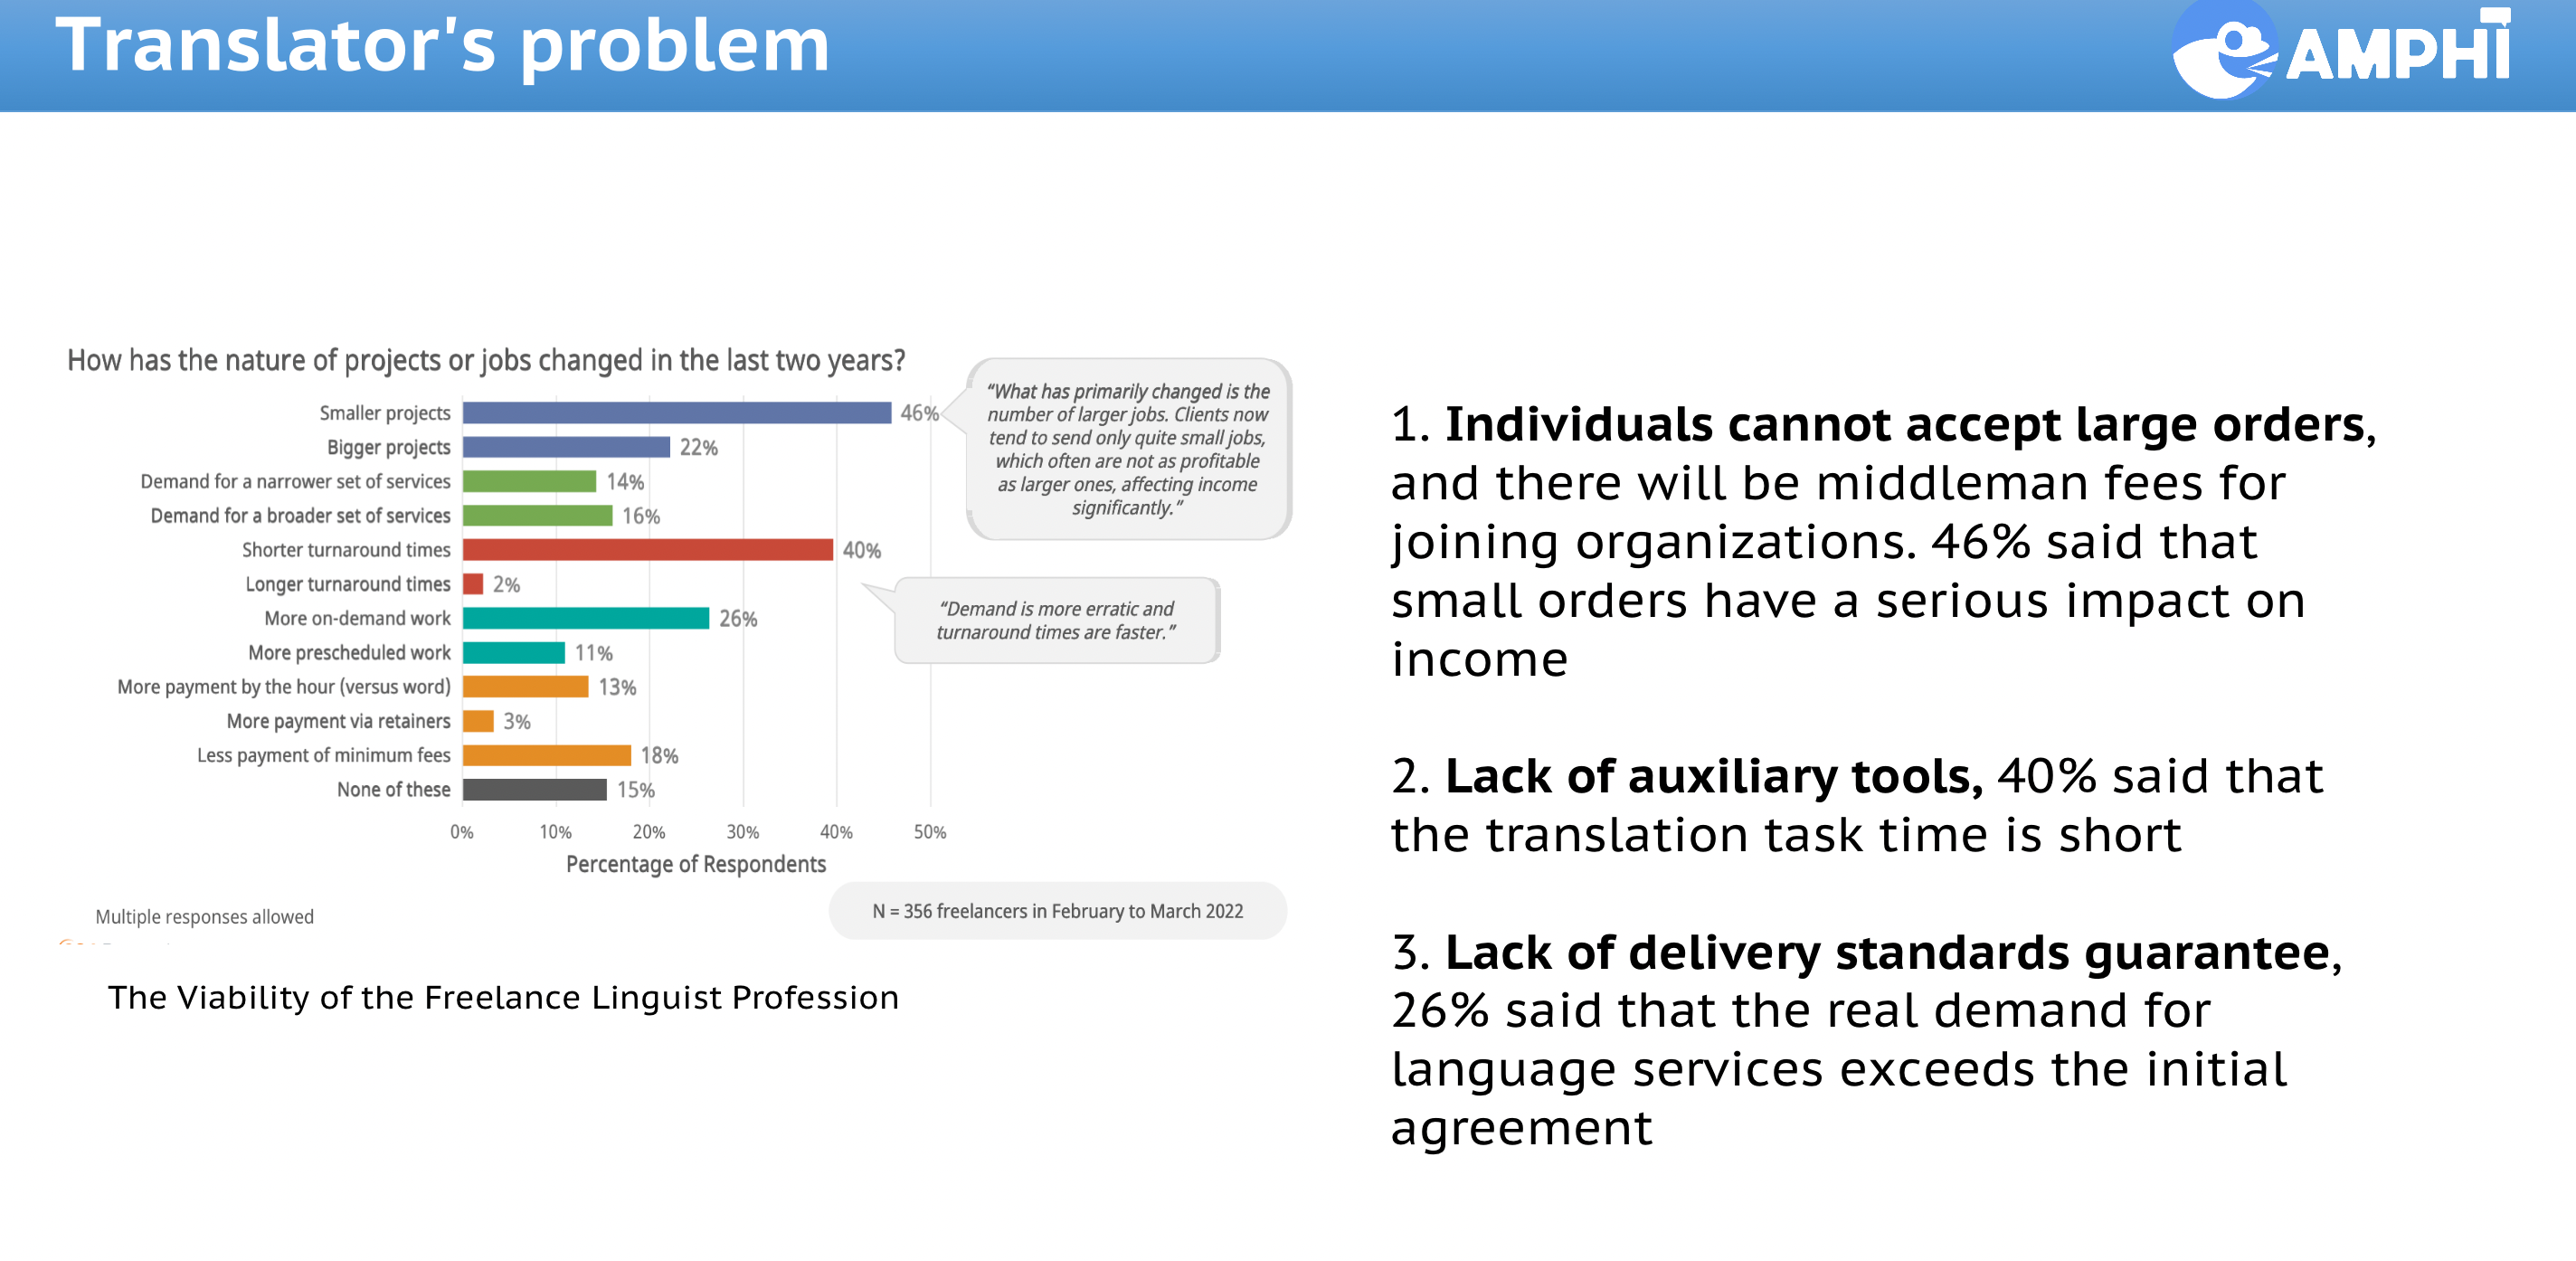 Translator's problem
AMPHI
How has the nature of projects or jobs changed in the last two years?
Smaller projects 46%
Bigger projects 22%
Demand for a narrower set of services 14%
Demand for a broader set of services 16%
Shorter turnaround times 40%
Longer turnaround times 2%
More on-demand work 26%
More prescheduled work 11%
More payment by the hour (versus word) 13%
More payment via retainers 3%
Less payment of minimum fees 18%
None of these 15%
0% 10% 20% 30% 40% 50%
Percentage of Respondents
“What has primarily changed is the
number of larger jobs. Clients now
tend to send only quite small jobs,
which often are not as profitable
as larger ones, affecting income
significantly.”
“Demand is more erratic and
turnaround times are faster.”
N = 356 freelancers in February to March 2022
Multiple responses allowed
The Viability of the Freelance Linguist Profession
1. Individuals cannot accept large orders,
and there will be middleman fees for
joining organizations. 46% said that
small orders have a serious impact on
income
2. Lack of auxiliary tools, 40% said that
the translation task time is short
3. Lack of delivery standards guarantee,
26% said that the real demand for
language services exceeds the initial
agreement